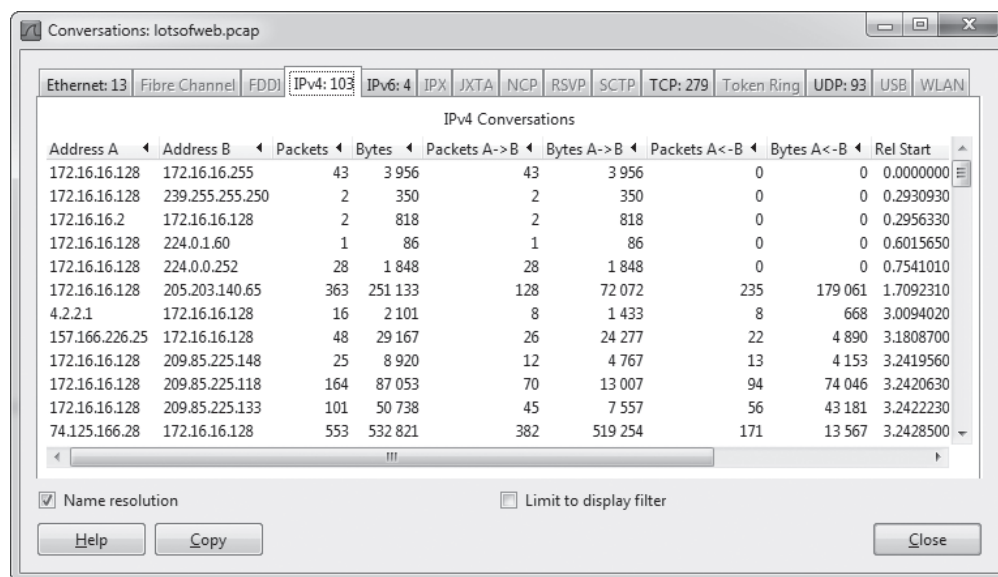 Conversations: lotsofweb.pcap
Ethernet: 13 Fibre Channel FDDI IPv4: 103 IPv6: 4 IPX JXTA NCP RSVP SCTP TCP: 279 Token Ring UDP: 93 USB WLAN
IPv4 Conversations
Address A Address B Packets Bytes Packets A->B Bytes A->B Packets A<-B Bytes A<-B Rel Start
172.16.16.128 172.16.16.255 43 3 956 43 3 956 0 0 0.0000000
172.16.16.128 239.255.255.250 2 350 2 350 0 0 0.2930930
172.16.16.2 172.16.16.128 2 818 2 818 0 0 0.2956330
172.16.16.128 224.0.1.60 1 86 1 86 0 0 0.6015650
172.16.16.128 224.0.0.252 28 1 848 28 1 848 0 0 0.7541010
172.16.16.128 205.203.140.65 363 251 133 128 72 072 235 179 061 1.7092310
4.2.2.1 172.16.16.128 16 2 101 8 1 433 8 668 3.0094020
157.166.226.25 172.16.16.128 48 29 167 26 24 277 22 4 890 3.1808700
172.16.16.128 209.85.225.148 25 8 920 12 4 767 13 4 153 3.2419560
172.16.16.128 209.85.225.118 164 87 053 70 13 007 94 74 046 3.2420630
172.16.16.128 209.85.225.133 101 50 738 45 7 557 56 43 181 3.2422230
74.125.166.28 172.16.16.128 553 532 821 382 519 254 171 13 567 3.2428500
Name resolution Limit to display filter
Help Copy Close